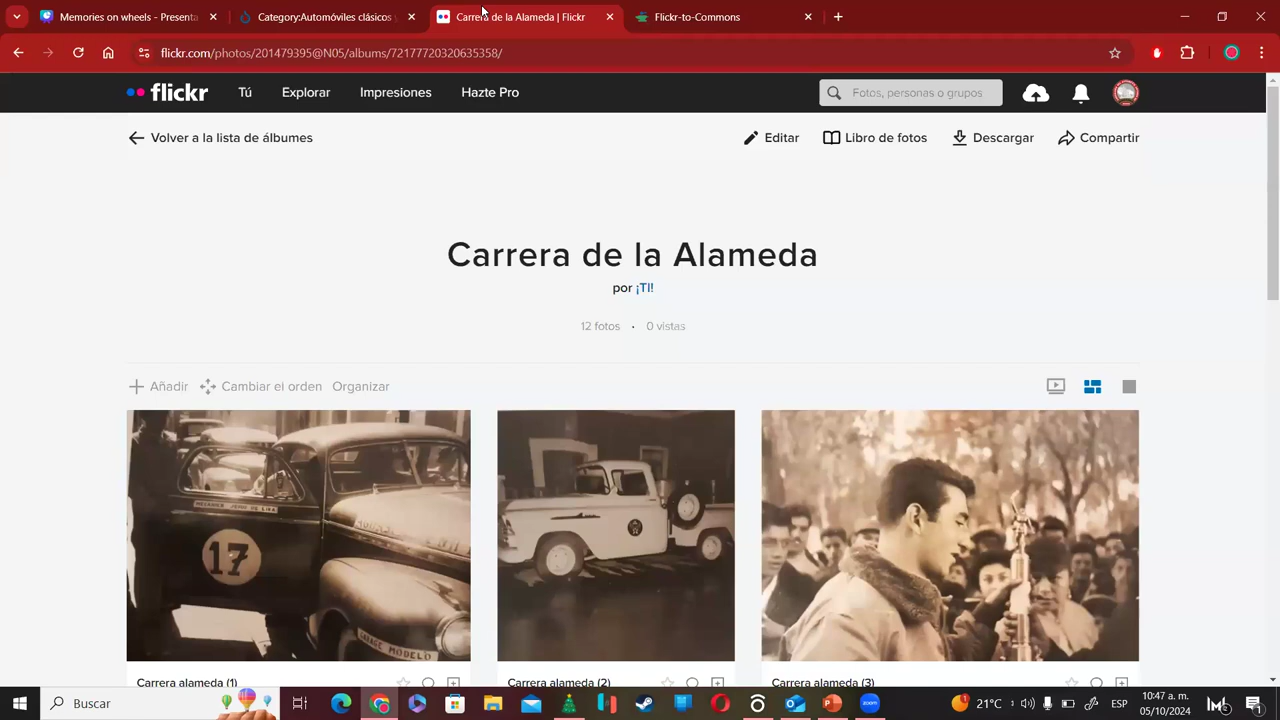 Memories on wheels - Presenta
Category:Automóviles clásicos y
Carrera de la Alameda | Flickr
Flickr-to-Commons
flickr.com/photos/201479395@N05/albums/72177720320635358/
flickr
Tú
Explorar
Impresiones
Hazte Pro
Fotos, personas o grupos
Volver a la lista de álbumes
Editar
Libro de fotos
Descargar
Compartir
Carrera de la Alameda
por ¡TI!
12 fotos · 0 vistas
Añadir
Cambiar el orden
Organizar
17
GARAGE MODELO
Carrera alameda (1)
Carrera alameda (2)
Carrera alameda (3)
Buscar
21°C
ESP
10:47 a. m.
05/10/2024